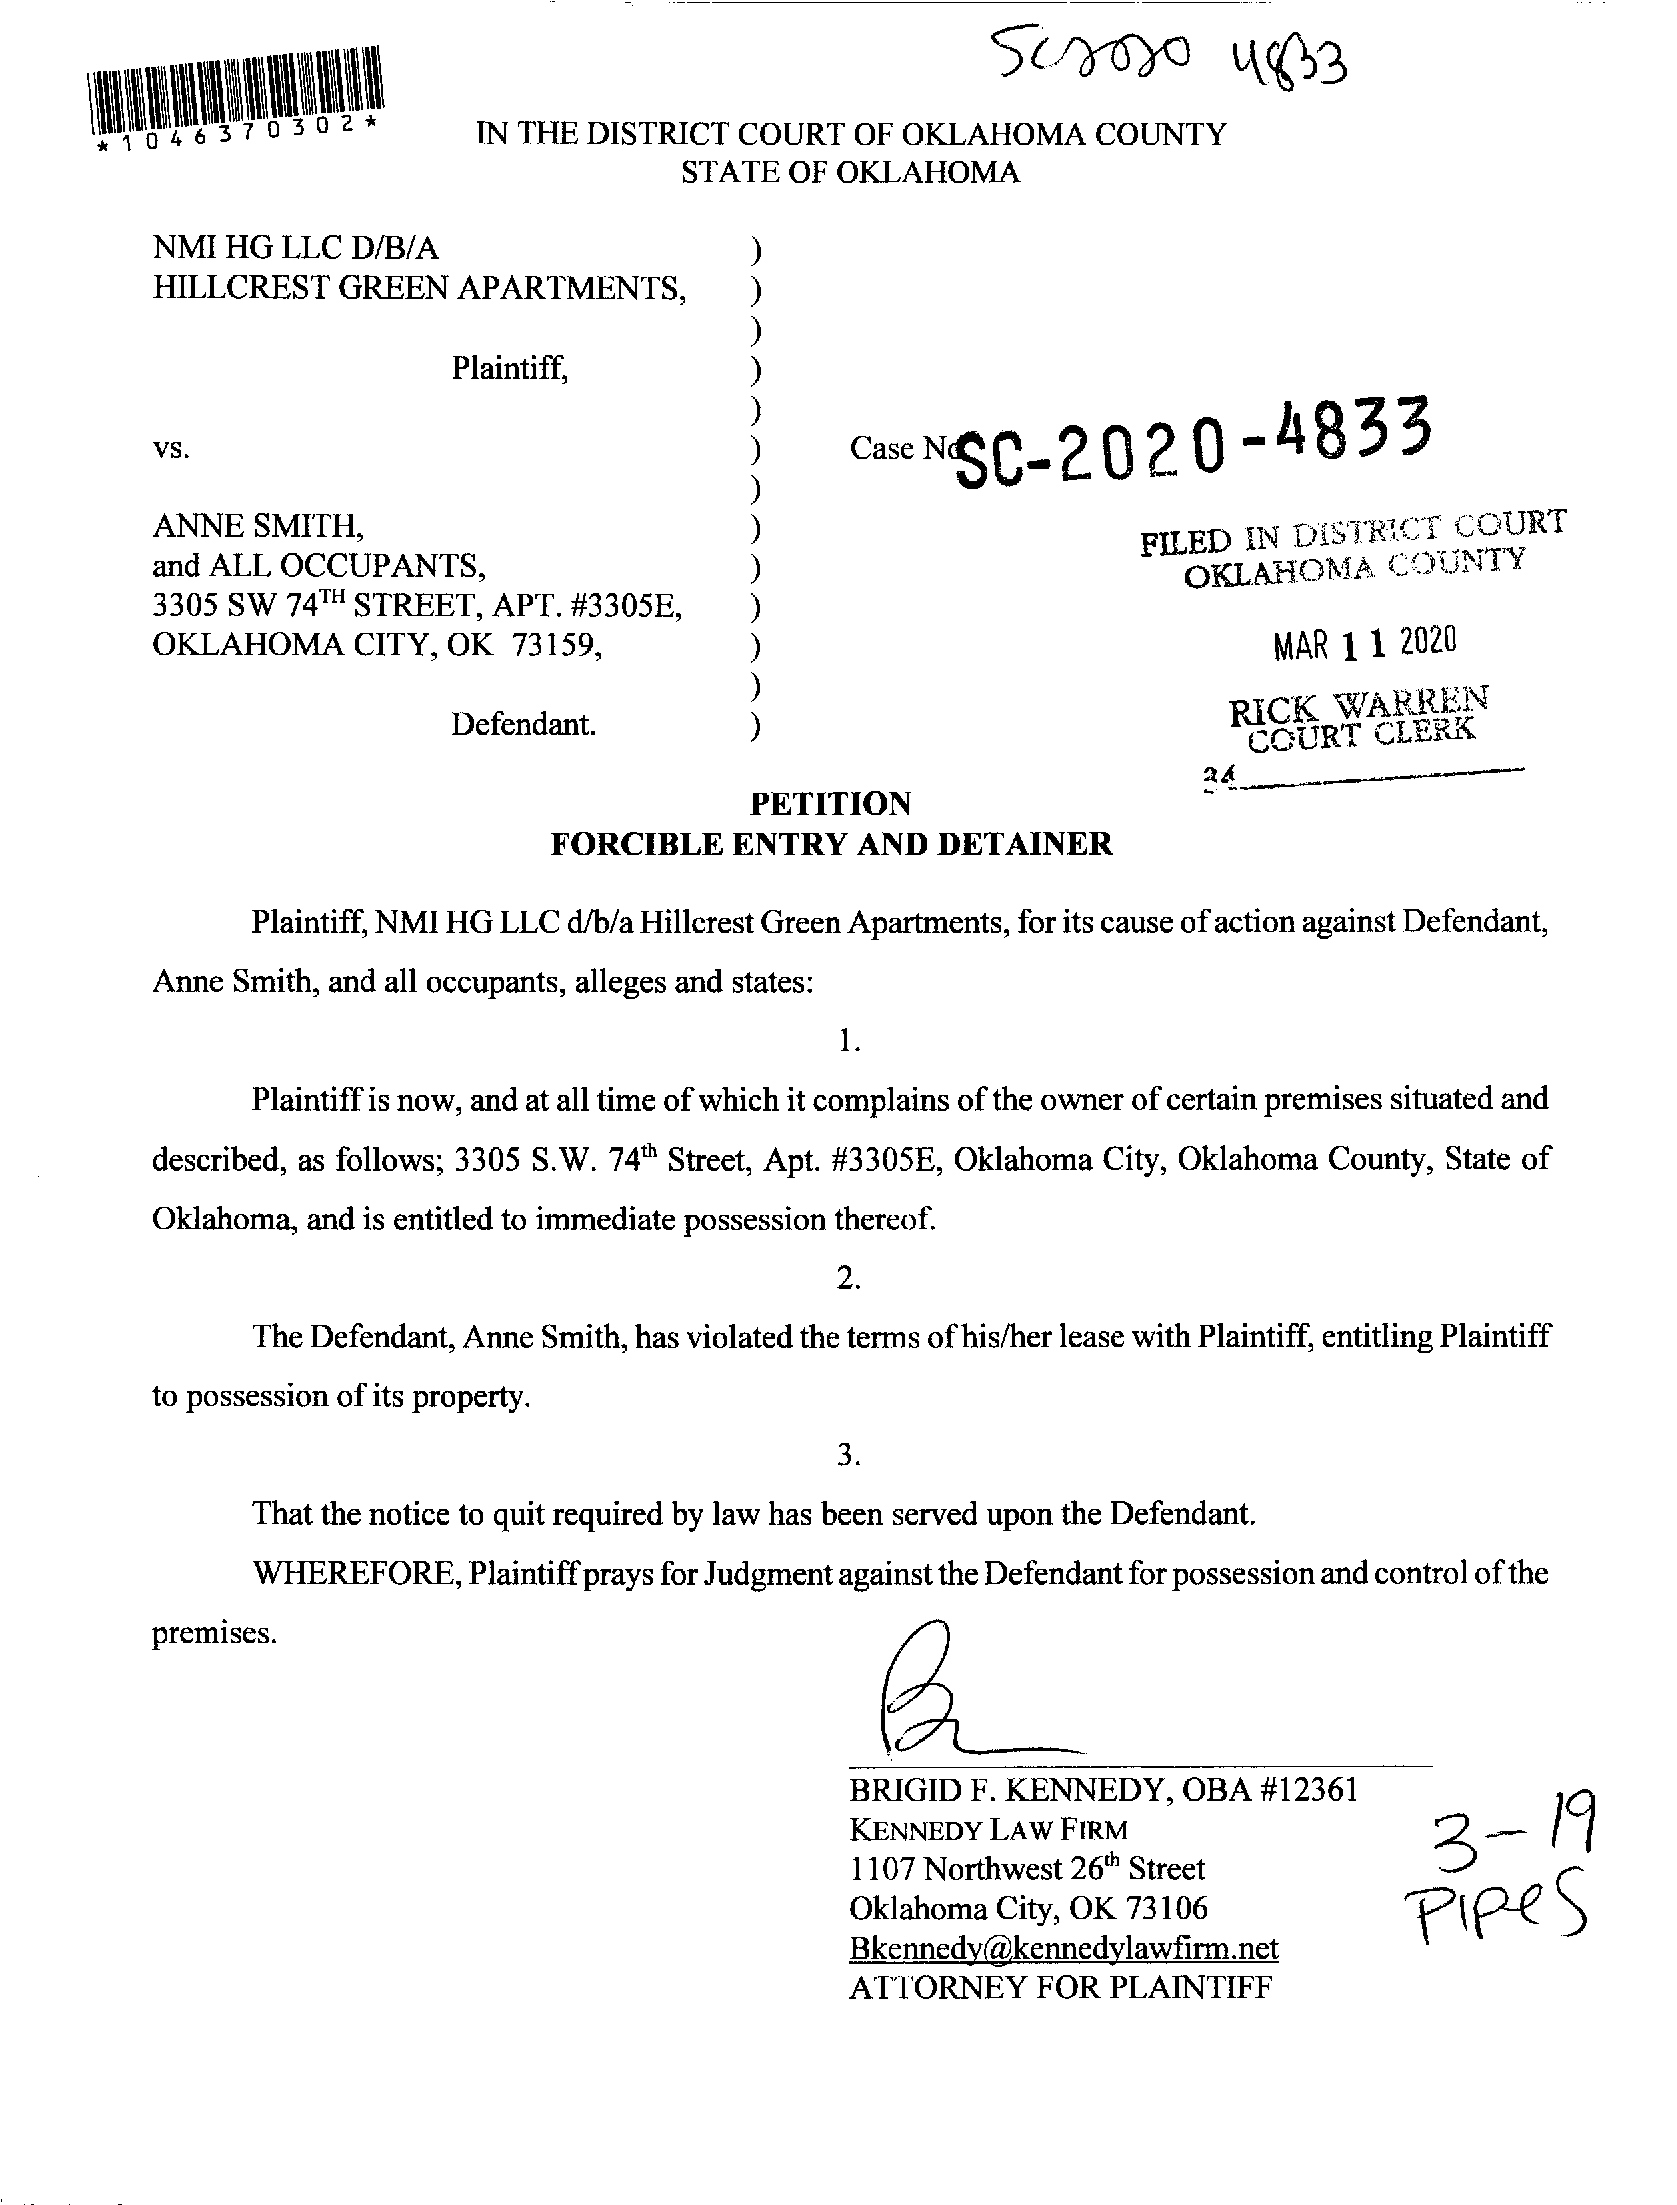 SC2020 4833
*1046370302*
IN THE DISTRICT COURT OF OKLAHOMA COUNTY
STATE OF OKLAHOMA
NMI HG LLC D/B/A )
HILLCREST GREEN APARTMENTS, )
)
Plaintiff, )
)
vs. ) Case No SC-2020-4833
)
ANNE SMITH, )
and ALL OCCUPANTS, )
3305 SW 74TH STREET, APT. #3305E, )
OKLAHOMA CITY, OK 73159, )
)
Defendant. )
FILED IN DISTRICT COURT
OKLAHOMA COUNTY
MAR 11 2020
RICK WARREN
COURT CLERK
34
PETITION
FORCIBLE ENTRY AND DETAINER
Plaintiff, NMI HG LLC d/b/a Hillcrest Green Apartments, for its cause of action against Defendant,
Anne Smith, and all occupants, alleges and states:
1.
Plaintiff is now, and at all time of which it complains of the owner of certain premises situated and
described, as follows; 3305 S.W. 74th Street, Apt. #3305E, Oklahoma City, Oklahoma County, State of
Oklahoma, and is entitled to immediate possession thereof.
2.
The Defendant, Anne Smith, has violated the terms of his/her lease with Plaintiff, entitling Plaintiff
to possession of its property.
3.
That the notice to quit required by law has been served upon the Defendant.
WHEREFORE, Plaintiff prays for Judgment against the Defendant for possession and control of the
premises.
BRIGID F. KENNEDY, OBA #12361
KENNEDY LAW FIRM
1107 Northwest 26th Street
Oklahoma City, OK 73106
Bkennedy@kennedylawfirm.net
ATTORNEY FOR PLAINTIFF
3-19
PIPES